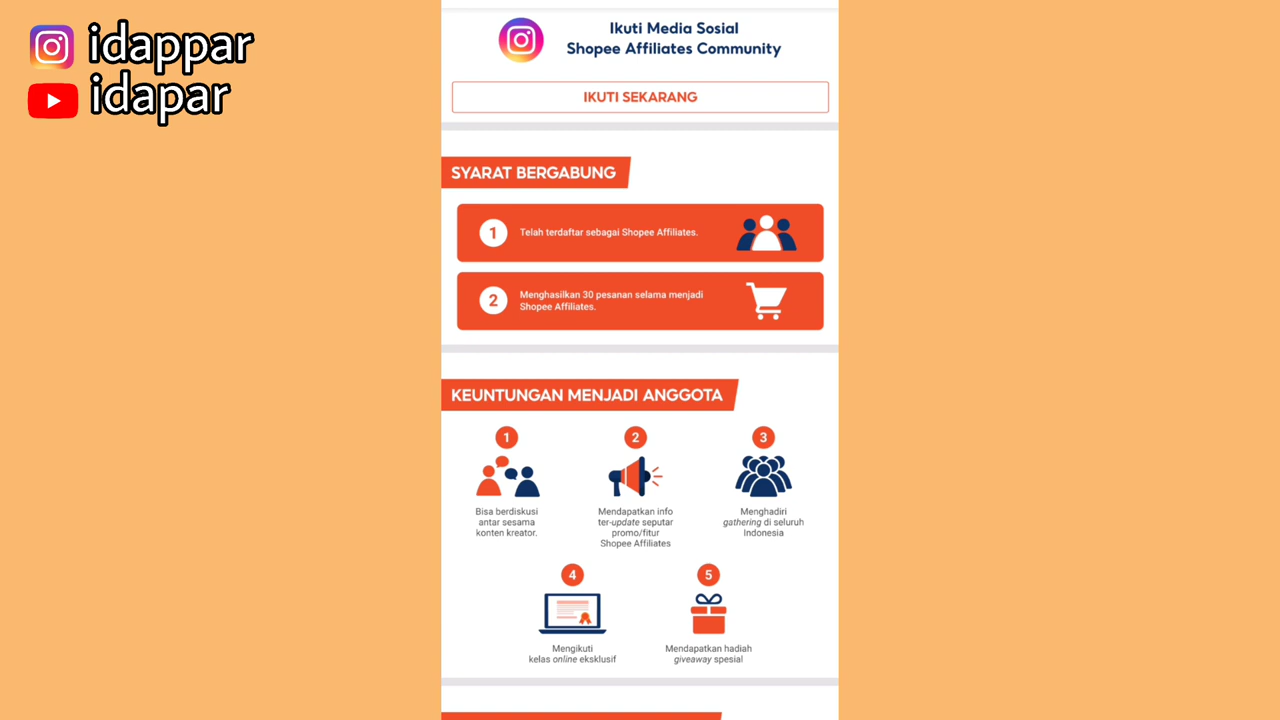 idappar
idapar
Ikuti Media Sosial
Shopee Affiliates Community
IKUTI SEKARANG
SYARAT BERGABUNG
1
Telah terdaftar sebagai Shopee Affiliates.
2
Menghasilkan 30 pesanan selama menjadi
Shopee Affiliates.
KEUNTUNGAN MENJADI ANGGOTA
1
Bisa berdiskusi
antar sesama
konten kreator.
2
Mendapatkan info
ter-update seputar
promo/fitur
Shopee Affiliates
3
Menghadiri
gathering di seluruh
Indonesia
4
Mengikuti
kelas online eksklusif
5
Mendapatkan hadiah
giveaway spesial